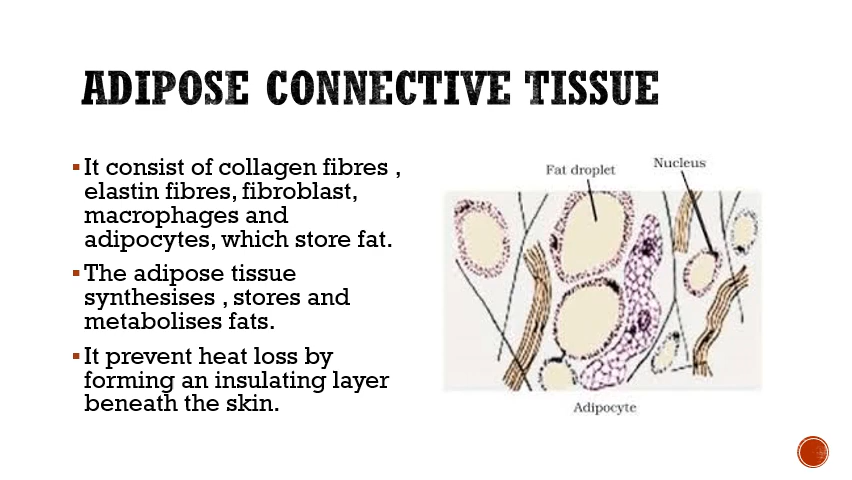 ADIPOSE CONNECTIVE TISSUE
▪ It consist of collagen fibres ,
elastin fibres, fibroblast,
macrophages and
adipocytes, which store fat.
▪ The adipose tissue
synthesises , stores and
metabolises fats.
▪ It prevent heat loss by
forming an insulating layer
beneath the skin.
Fat droplet
Nucleus
Adipocyte